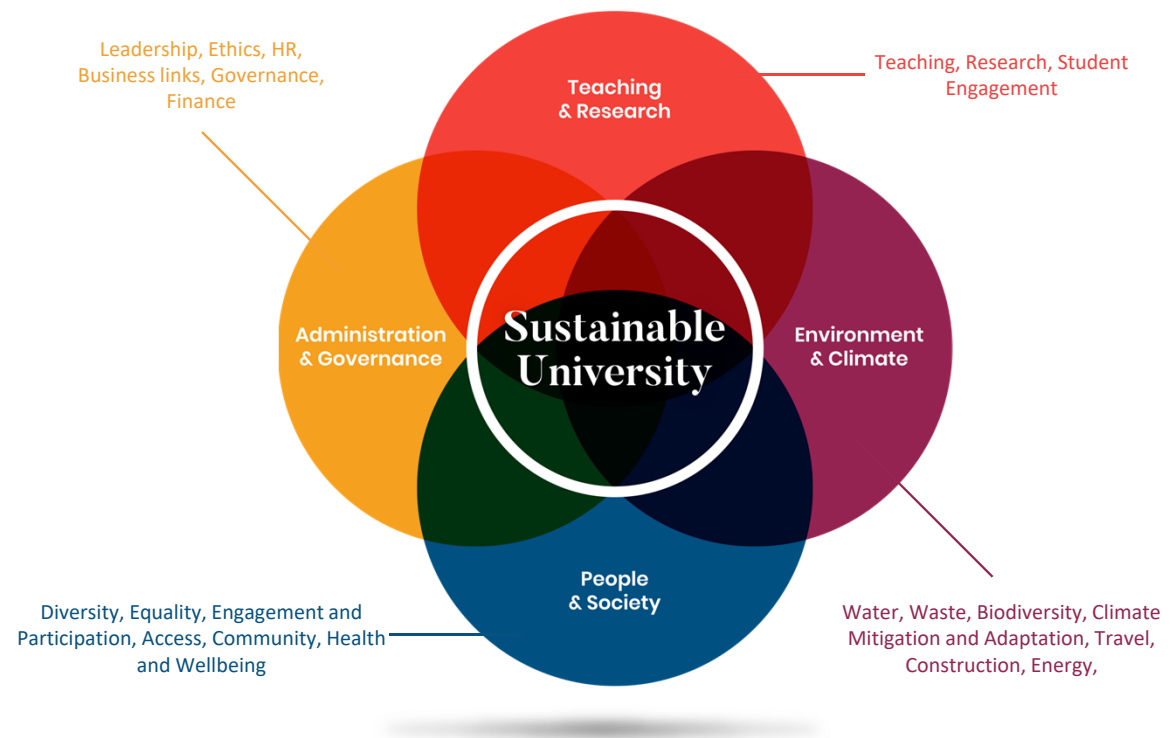 Leadership, Ethics, HR,
Business links, Governance,
Finance
Teaching, Research, Student
Engagement
Teaching
& Research
Administration
& Governance
Sustainable
University
Environment
& Climate
People
& Society
Diversity, Equality, Engagement and
Participation, Access, Community, Health
and Wellbeing
Water, Waste, Biodiversity, Climate
Mitigation and Adaptation, Travel,
Construction, Energy,